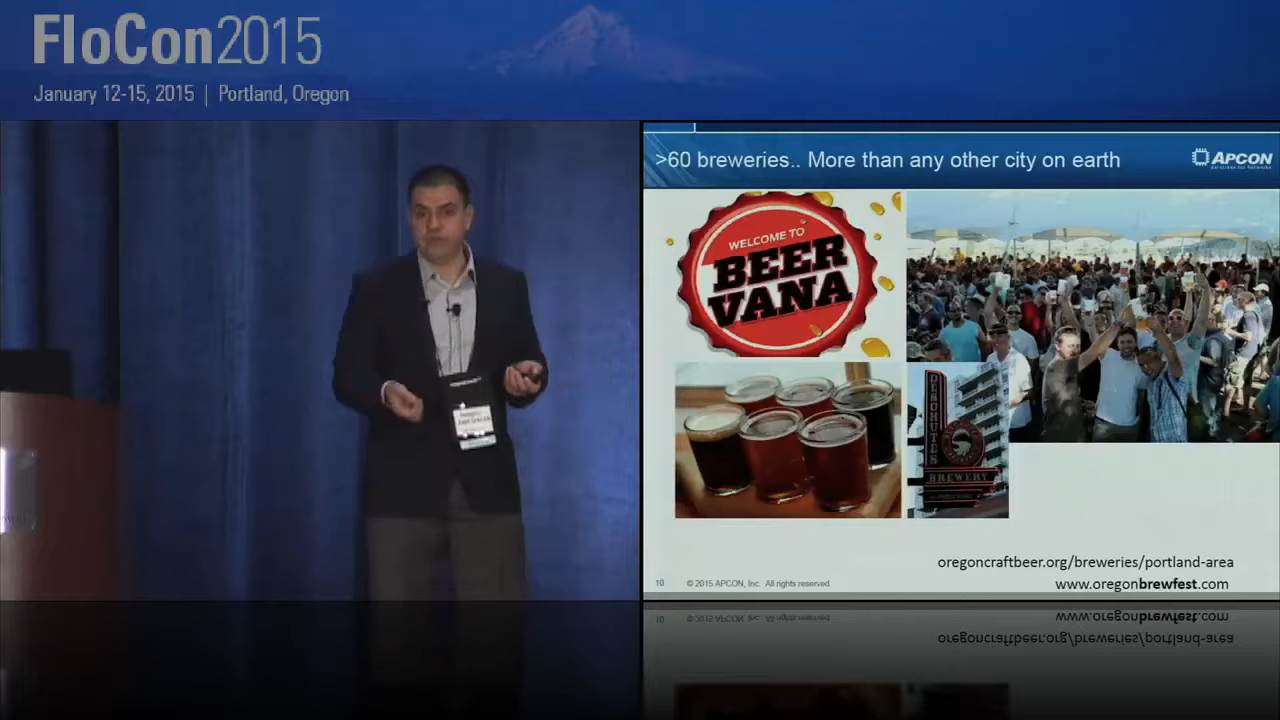 FloCon2015
January 12-15, 2015 | Portland, Oregon
>60 breweries.. More than any other city on earth
APCON
WELCOME TO
BEER
VANA
DESCHUTES
BREWERY
oregoncraftbeer.org/breweries/portland-area
www.oregonbrewfest.com
10 © 2015 APCON, Inc. All rights reserved.